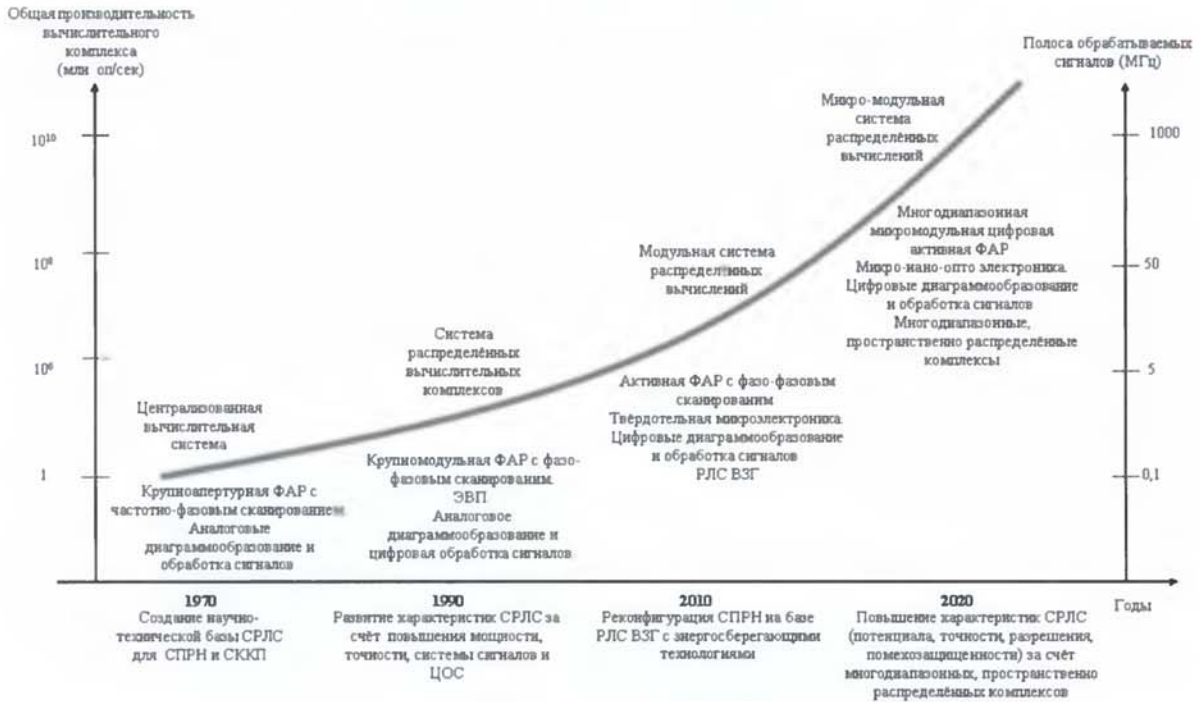 Общая производительность
вычислительного
комплекса
(млн оп/сек)
Полоса обрабатываемых
сигналов (МГц)
10¹⁰
10⁸
10⁶
1
1000
50
5
0,1
Централизованная
вычислительная
система
Система
распределённых
вычислительных
комплексов
Модульная система
распределённых
вычислений
Микро-модульная
система
распределённых
вычислений
Крупноапертурная ФАР с
частотно-фазовым сканированием
Аналоговые
диаграммообразование и
обработка сигналов
Крупномодульная ФАР с фазо-
фазовым сканированим.
ЭВП
Аналоговое
диаграммообразование и
цифровая обработка сигналов
Активная ФАР с фазо-фазовым
сканированим
Твёрдотельная микроэлектроника.
Цифровые диаграммообразование
и обработка сигналов
РЛС ВЗГ
Многодиапазонная
микромодульная цифровая
активная ФАР
Микро-нано-опто электроника.
Цифровые диаграммообразование
и обработка сигналов
Многодиапазонные,
пространственно распределённые
комплексы
1970
Создание научно-
технической базы СРЛС
для СПРН и СККП
1990
Развитие характеристик СРЛС за
счёт повышения мощности,
точности, системы сигналов и
ЦОС
2010
Реконфигурация СПРН на базе
РЛС ВЗГ с энергосберегающими
технологиями
2020
Повышение характеристик СРЛС
(потенциала, точности, разрешения,
помехозащищенности) за счёт
многодиапазонных, пространственно
распределённых комплексов
Годы